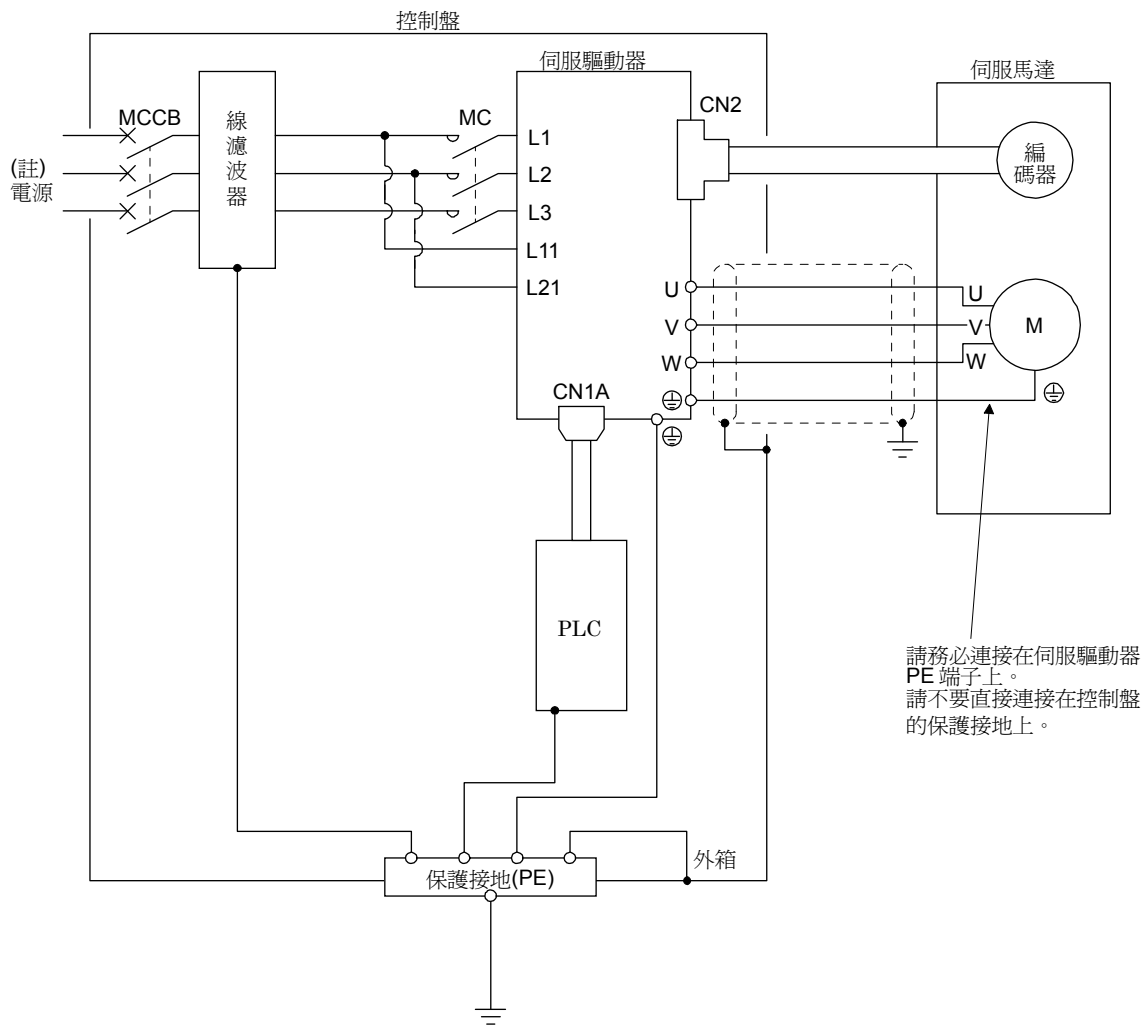 控制盤
伺服驅動器
伺服馬達
MCCB
線濾波器
MC
CN2
L1
L2
L3
L11
L21
(註)
電源
編
碼器
U
V
W
U
V
W
M
CN1A
PLC
請務必連接在伺服驅動器
PE 端子上。
請不要直接連接在控制盤
的保護接地上。
外箱
保護接地(PE)